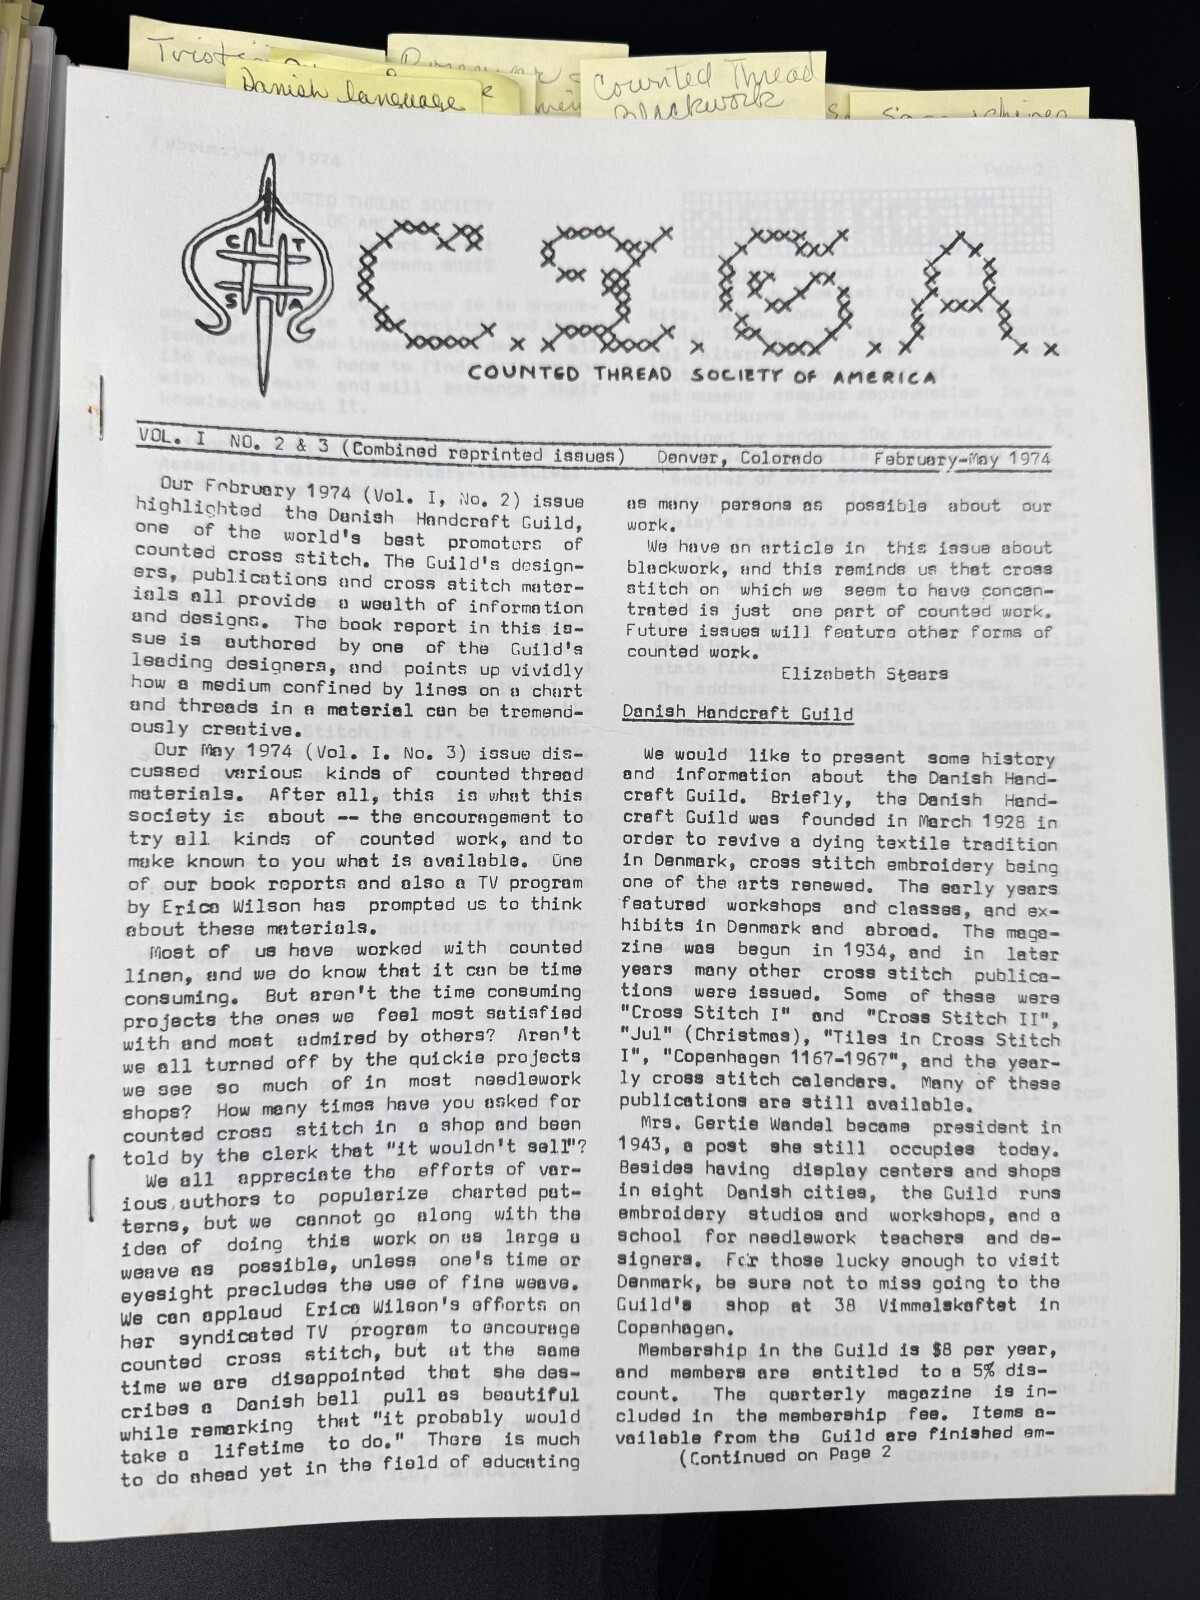 Danish language
Counted Thread
Blackwork
C T
S A
C.S.G.A.
COUNTED THREAD SOCIETY OF AMERICA
VOL. I NO. 2 & 3 (Combined reprinted issues) Denver, Colorado February-May 1974
Our February 1974 (Vol. I, No. 2) issue
highlighted the Danish Handcraft Guild,
one of the world's best promoters of
counted cross stitch. The Guild's design-
ers, publications and cross stitch mater-
ials all provide a wealth of information
and designs. The book report in this is-
sue is authored by one of the Guild's
leading designers, and points up vividly
how a medium confined by lines on a chart
and threads in a material can be tremend-
ously creative.
Our May 1974 (Vol. I. No. 3) issue dis-
cussed various kinds of counted thread
materials. After all, this is what this
society is about -- the encouragement to
try all kinds of counted work, and to
make known to you what is available. One
of our book reports and also a TV program
by Erica Wilson has prompted us to think
about these materials.
Most of us have worked with counted
linen, and we do know that it can be time
consuming. But aren't the time consuming
projects the ones we feel most satisfied
with and most admired by others? Aren't
we all turned off by the quickie projects
we see so much of in most needlework
shops? How many times have you asked for
counted cross stitch in a shop and been
told by the clerk that "it wouldn't sell"?
We all appreciate the efforts of var-
ious authors to popularize charted pat-
terns, but we cannot go along with the
idea of doing this work on as large a
weave as possible, unless one's time or
eyesight precludes the use of fine weave.
We can applaud Erica Wilson's efforts on
her syndicated TV program to encourage
counted cross stitch, but at the same
time we are disappointed that she des-
cribes a Danish bell pull as beautiful
while remarking that "it probably would
take a lifetime to do." There is much
to do ahead yet in the field of educating
as many persons as possible about our
work.
We have an article in this issue about
blackwork, and this reminds us that cross
stitch on which we seem to have concen-
trated is just one part of counted work.
Future issues will feature other forms of
counted work.
Elizabeth Stears
Danish Handcraft Guild
We would like to present some history
and information about the Danish Hand-
craft Guild. Briefly, the Danish Hand-
craft Guild was founded in March 1928 in
order to revive a dying textile tradition
in Denmark, cross stitch embroidery being
one of the arts renewed. The early years
featured workshops and classes, and ex-
hibits in Denmark and abroad. The maga-
zine was begun in 1934, and in later
years many other cross stitch publica-
tions were issued. Some of these were
"Cross Stitch I" and "Cross Stitch II",
"Jul" (Christmas), "Tiles in Cross Stitch
I", "Copenhagen 1167-1967", and the year-
ly cross stitch calendars. Many of these
publications are still available.
Mrs. Gertie Wandel became president in
1943, a post she still occupies today.
Besides having display centers and shops
in eight Danish cities, the Guild runs
embroidery studios and workshops, and a
school for needlework teachers and de-
signers. For those lucky enough to visit
Denmark, be sure not to miss going to the
Guild's shop at 38 Vimmelskaftet in
Copenhagen.
Membership in the Guild is $8 per year,
and members are entitled to a 5% dis-
count. The quarterly magazine is in-
cluded in the membership fee. Items a-
vailable from the Guild are finished em-
(Continued on Page 2